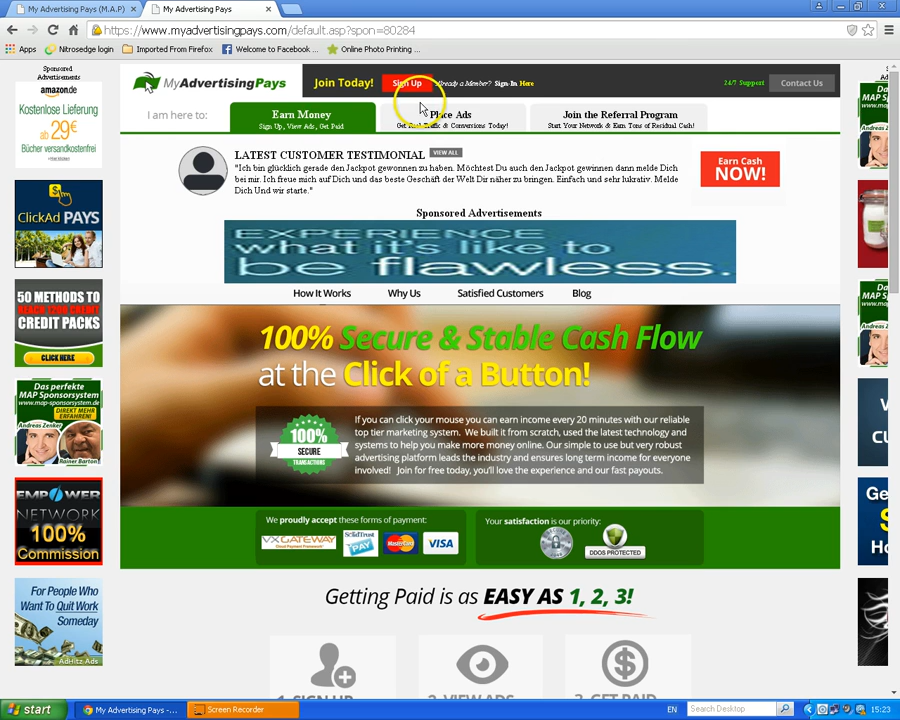 My Advertising Pays (M.A.P)
My Advertising Pays
https://www.myadvertisingpays.com/default.asp?spon=80284
Apps
Nitrosedge login
Imported From Firefox
Welcome to Facebook ...
Online Photo Printing ...
Sponsored
Advertisements
MyAdvertisingPays
Join Today!
Sign Up
Already a Member? Sign In Here
24/7 Support
Contact Us
I am here to:
Earn Money
Sign Up, View Ads, Get Paid
Place Ads
Get Real Traffic & Conversions Today!
Join the Referral Program
Start Your Network & Earn Tons of Residual Cash!
amazon.de
Kostenlose
Lieferung
ab 29€
Bücher versandkostenfrei
LATEST CUSTOMER TESTIMONIAL
VIEW ALL
"Ich bin glücklich gerade den Jackpot gewonnen zu haben. Möchtest Du auch den Jackpot gewinnen dann melde Dich
bei mir. Ich freue mich auf Dich und das beste Geschäft der Welt Dir näher zu bringen. Einfach und sehr lukrativ. Melde
Dich Und wir starte."
Earn Cash
NOW!
Sponsored Advertisements
EXPERIENCE
what it's like to
be flawless.
ClickAd PAYS
How It Works
Why Us
Satisfied Customers
Blog
50 METHODS TO
CREDIT PACKS
CLICK HERE
100% Secure & Stable Cash Flow
at the Click of a Button!
100%
SECURE
TRANSACTIONS
If you can click your mouse you can earn income every 20 minutes with our reliable
top tier marketing system. We built it from scratch, used the latest technology and
systems to help you make more money online. Our simple to use but very robust
advertising platform leads the industry and ensures long term income for everyone
involved! Join for free today, you'll love the experience and our fast payouts.
Das perfekte
MAP Sponsorsystem
www.map-sponsorsystem.de
DIREKT MEHR
ERFAHREN!
Andreas Zenker
Rainer Barton
Das
MAP Sp
Andreas
Das
MAP Sp
Andreas
EMPOWER
NETWORK
100%
Commission
We proudly accept these forms of payment:
VXGATEWAY
SolidTrust
PAY
MasterCard
VISA
Your satisfaction is our priority:
DDOS PROTECTED
For People Who
Want To Quit Work
Someday
AdHitz Ads
Getting Paid is as EASY AS 1, 2, 3!
1. SIGN UP
2. VIEW ADS
3. GET PAID
start
My Advertising Pays -...
Screen Recorder
EN
Search Desktop
15:23